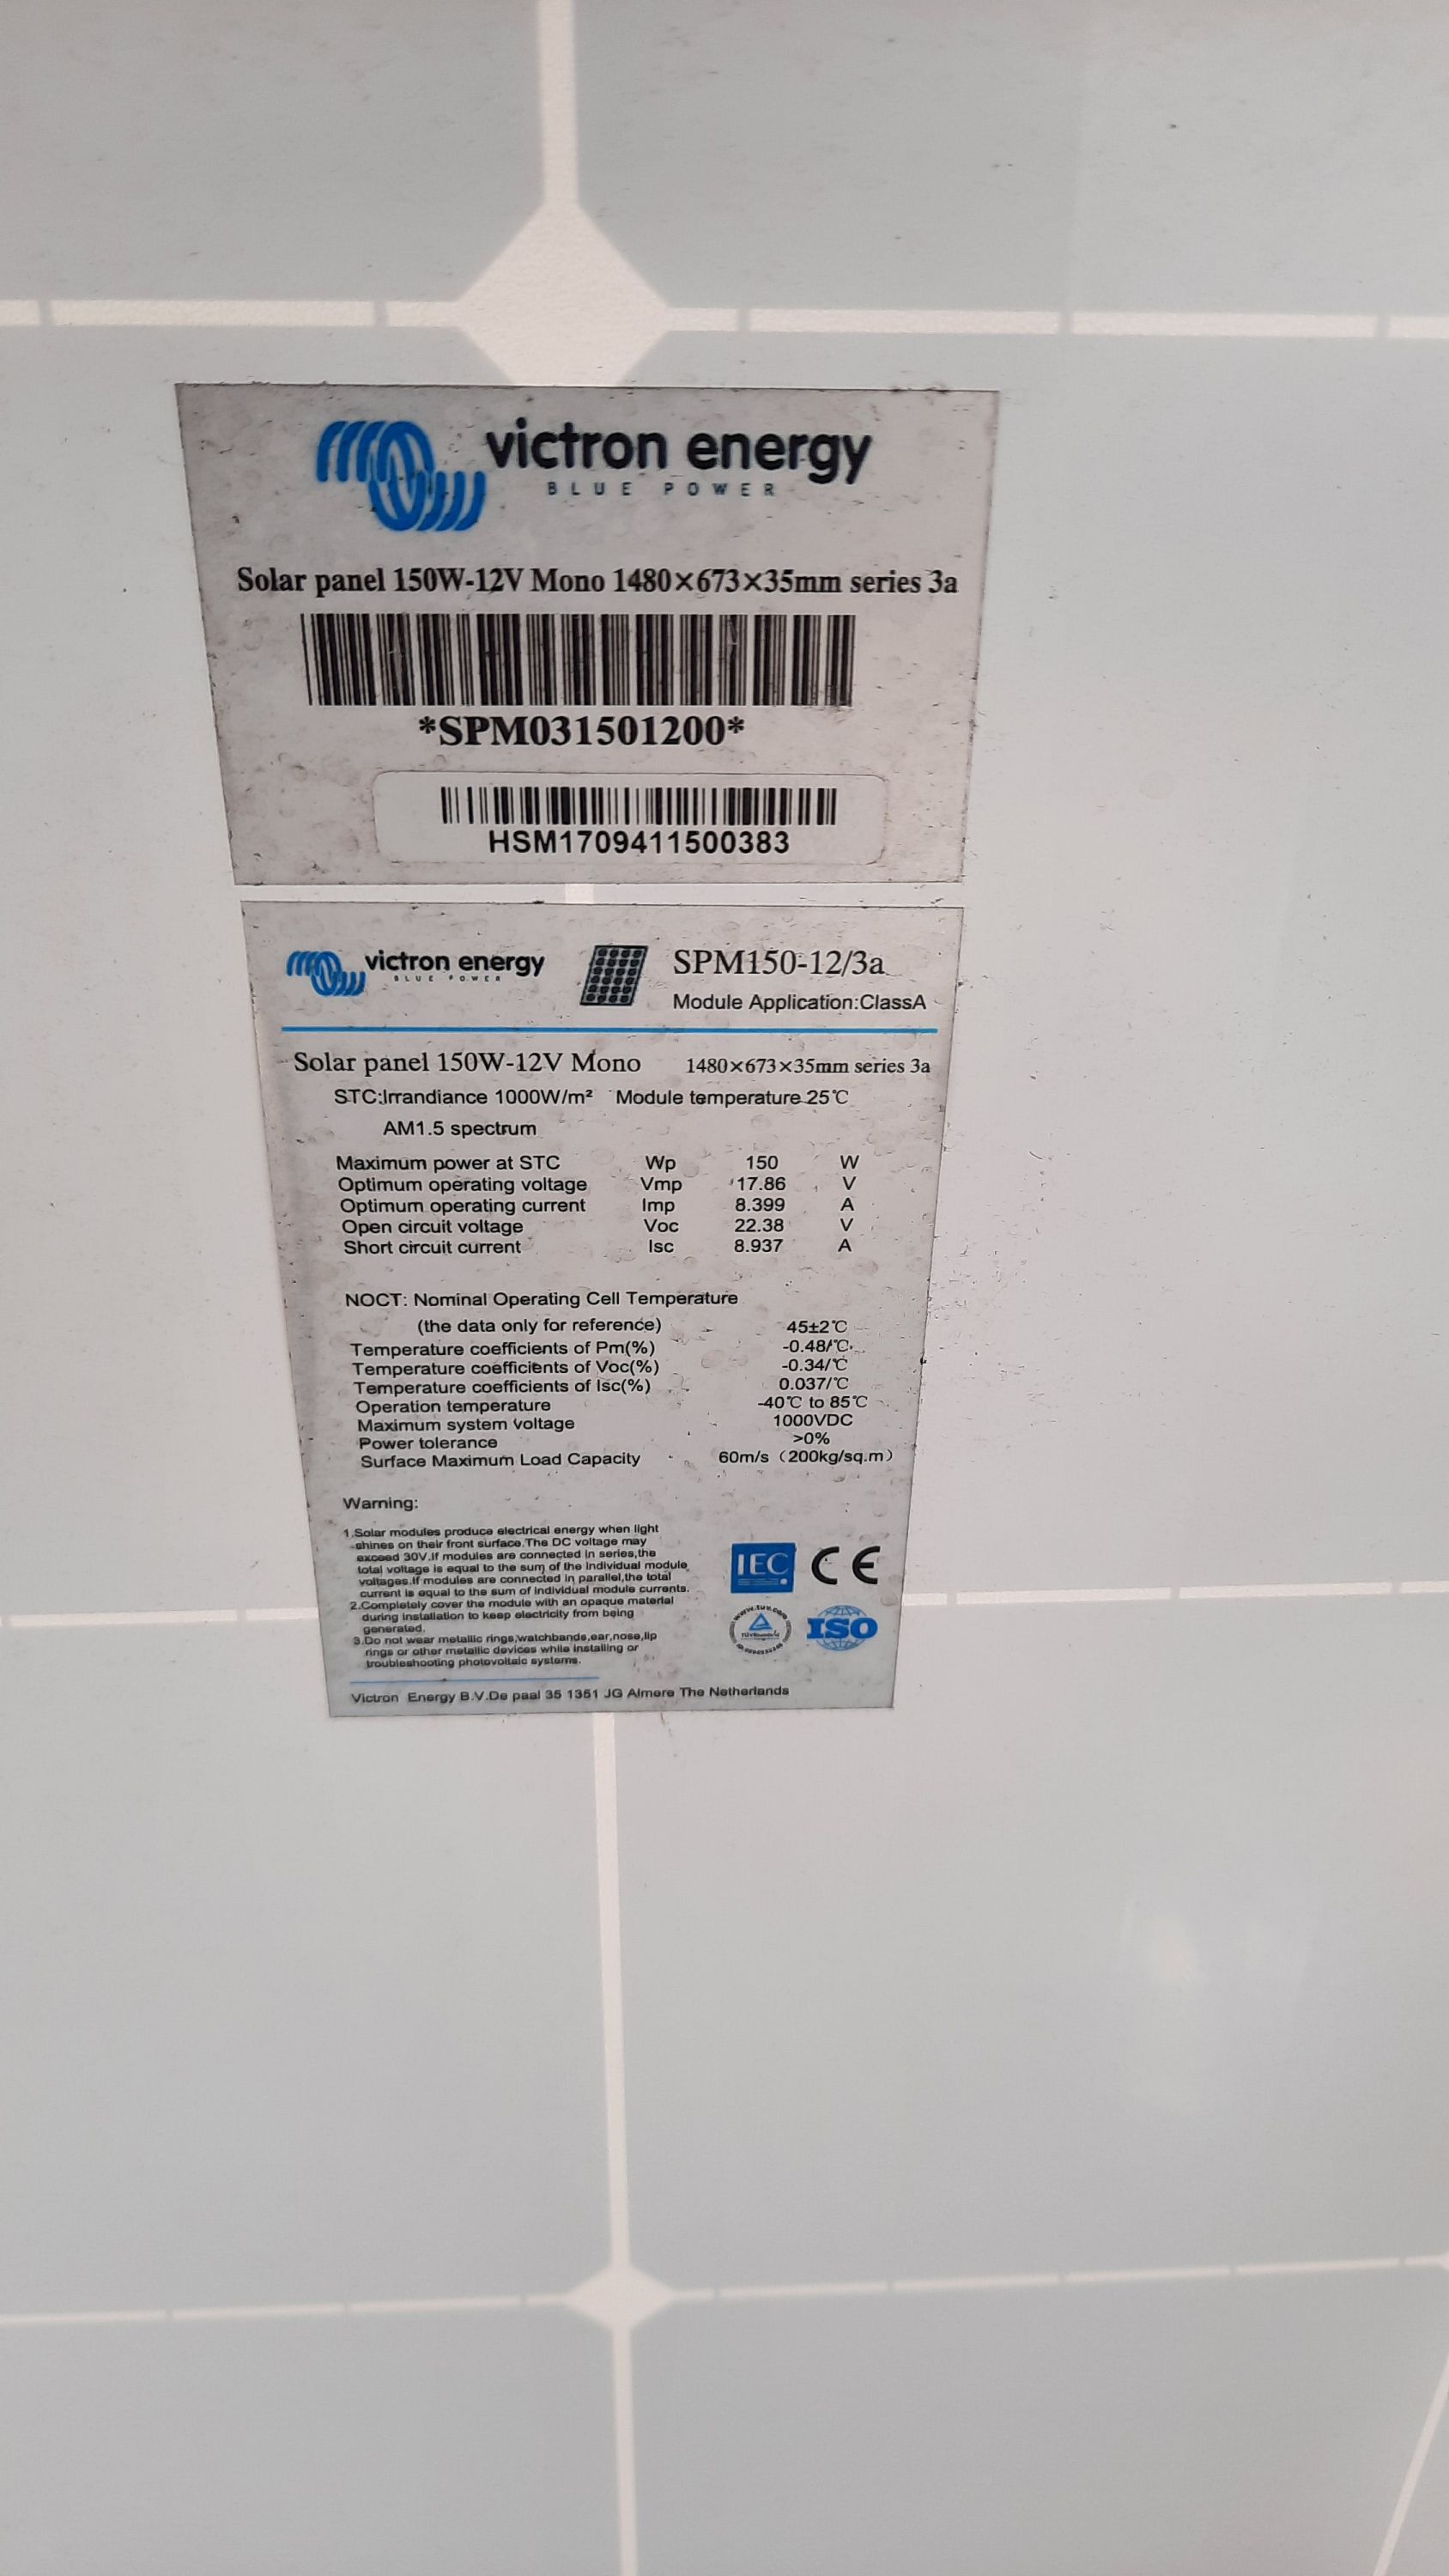 victron energy
BLUE POWER
Solar panel 150W-12V Mono 1480×673×35mm series 3a
*SPM031501200*
HSM1709411500383
victron energy
BLUE POWER
SPM150-12/3a
Module Application:ClassA
Solar panel 150W-12V Mono 1480×673×35mm series 3a
STC:Irrandiance 1000W/m² Module temperature 25℃
AM1.5 spectrum
Maximum power at STC Wp 150 W
Optimum operating voltage Vmp 17.86 V
Optimum operating current Imp 8.399 A
Open circuit voltage Voc 22.38 V
Short circuit current Isc 8.937 A
NOCT: Nominal Operating Cell Temperature
(the data only for reference) 45±2℃
Temperature coefficients of Pm(%) -0.48/℃
Temperature coefficients of Voc(%) -0.34/℃
Temperature coefficients of Isc(%) 0.037/℃
Operation temperature -40℃ to 85℃
Maximum system voltage 1000VDC
Power tolerance >0%
Surface Maximum Load Capacity 60m/s (200kg/sq.m)
Warning:
1.Solar modules produce electrical energy when light
shines on their front surface.The DC voltage may
exceed 30V.If modules are connected in series,the
total voltage is equal to the sum of the individual module
voltages.If modules are connected in parallel,the total
current is equal to the sum of individual module currents.
2.Completely cover the module with an opaque material
during installation to keep electricity from being
generated.
3.Do not wear metallic rings,watchbands,ear,nose,lip
rings or other metallic devices while installing or
troubleshooting photovoltaic systems.
IEC CE
www.tuv.com
ISO
Victron Energy B.V.De paal 35 1351 JG Almere The Netherlands